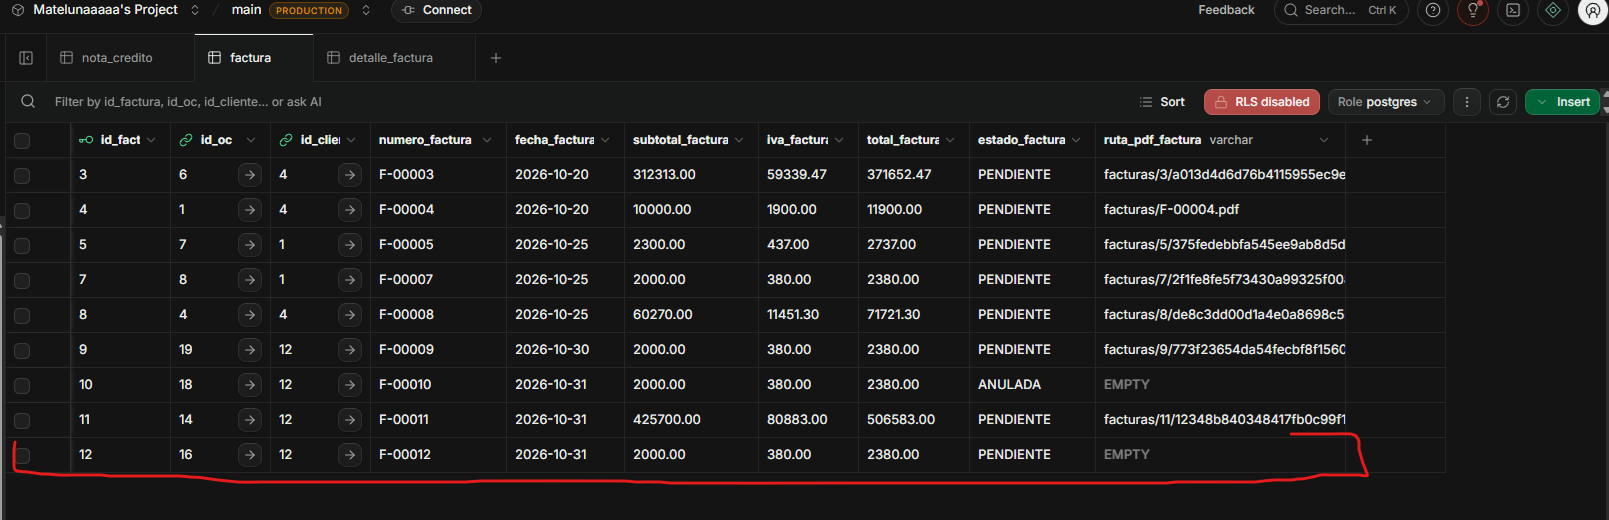 Matelunaaaaa's Project / main PRODUCTION Connect Feedback Search... Ctrl K
nota_credito factura detalle_factura
Filter by id_factura, id_oc, id_cliente... or ask AI Sort RLS disabled Role postgres Insert
id_fact id_oc id_clie numero_factura fecha_factura subtotal_factura iva_factura total_factura estado_factura ruta_pdf_factura varchar
3 6 4 F-00003 2026-10-20 312313.00 59339.47 371652.47 PENDIENTE facturas/3/a013d4d6d76b4115955ec9e
4 1 4 F-00004 2026-10-20 10000.00 1900.00 11900.00 PENDIENTE facturas/F-00004.pdf
5 7 1 F-00005 2026-10-25 2300.00 437.00 2737.00 PENDIENTE facturas/5/375fedebbfa545ee9ab8d5d
7 8 1 F-00007 2026-10-25 2000.00 380.00 2380.00 PENDIENTE facturas/7/2f1fe8fe5f73430a99325f00
8 4 4 F-00008 2026-10-25 60270.00 11451.30 71721.30 PENDIENTE facturas/8/de8c3dd00d1a4e0a8698c5
9 19 12 F-00009 2026-10-30 2000.00 380.00 2380.00 PENDIENTE facturas/9/773f23654da54fecbf8f1560
10 18 12 F-00010 2026-10-31 2000.00 380.00 2380.00 ANULADA EMPTY
11 14 12 F-00011 2026-10-31 425700.00 80883.00 506583.00 PENDIENTE facturas/11/12348b840348417fb0c99f1
12 16 12 F-00012 2026-10-31 2000.00 380.00 2380.00 PENDIENTE EMPTY